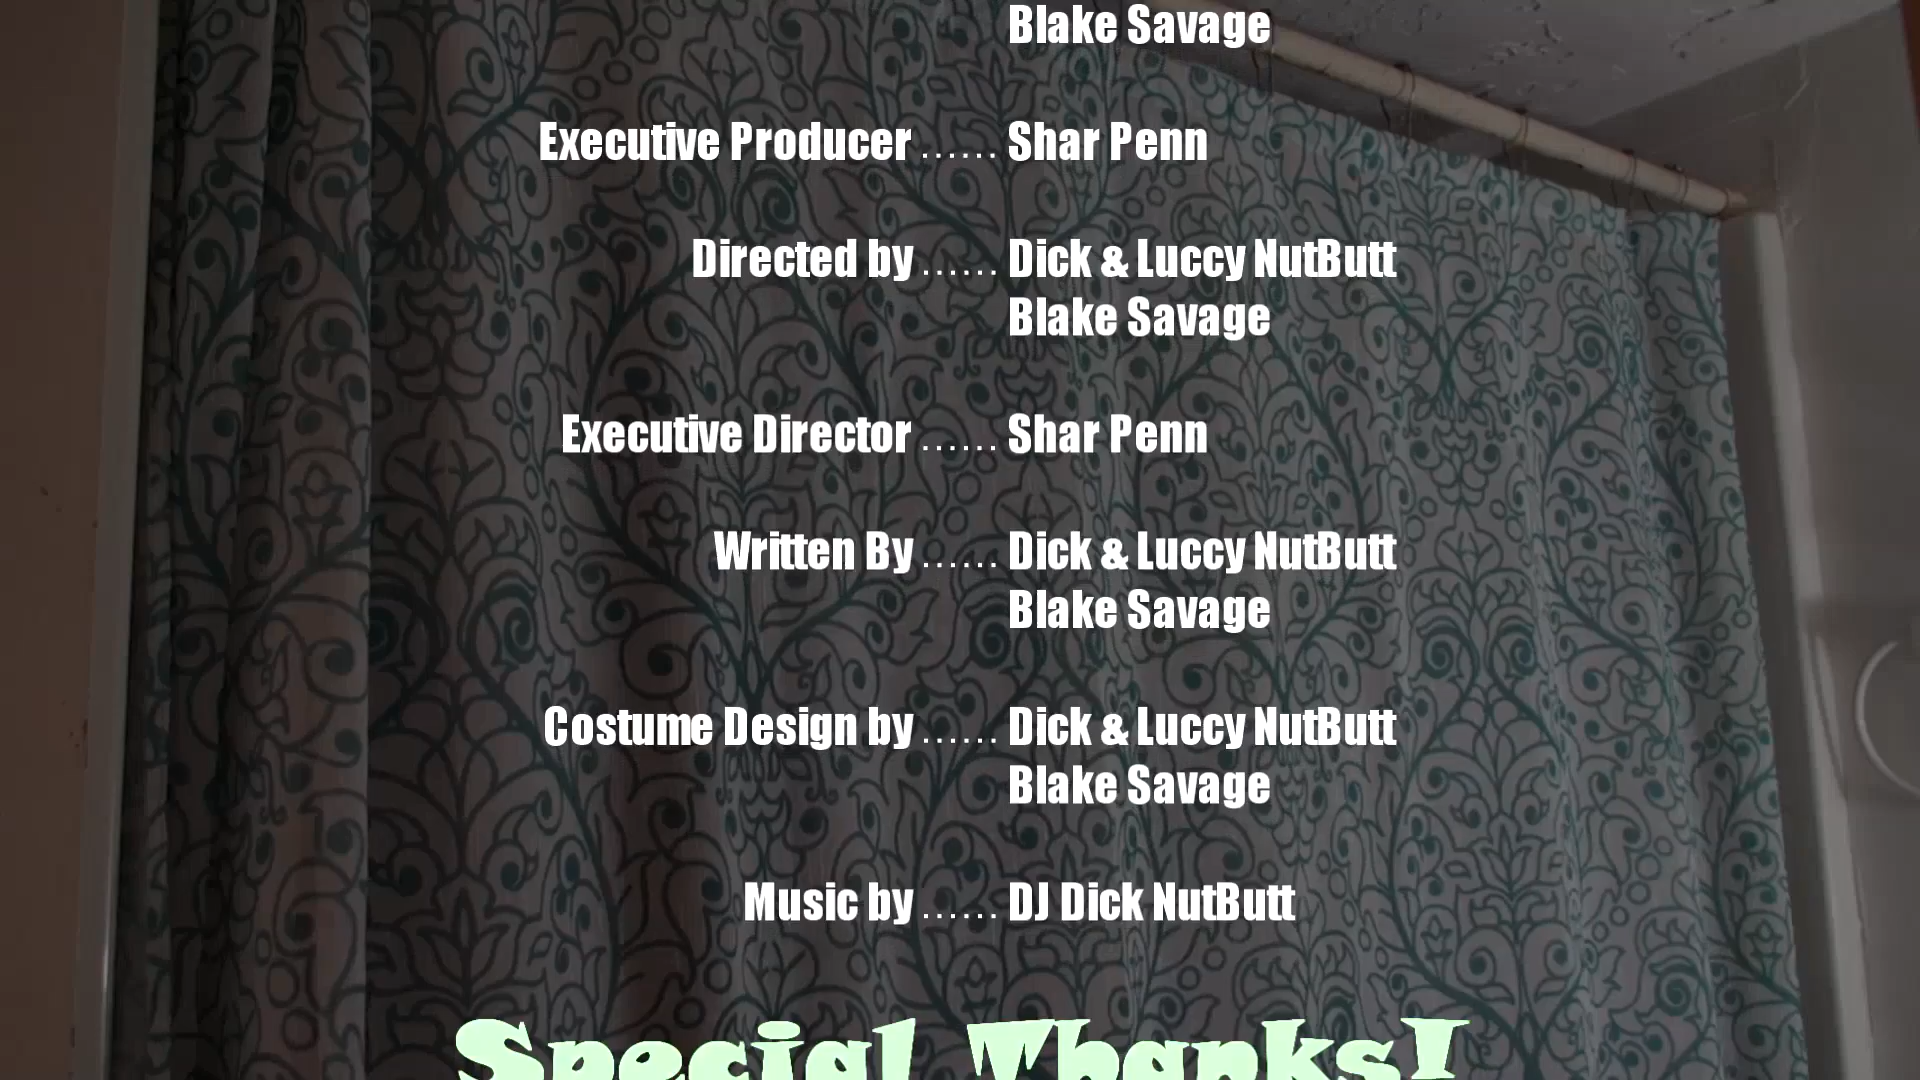 Blake Savage
Executive Producer ...... Shar Penn
Directed by ...... Dick & Luccy NutButt
Blake Savage
Executive Director ...... Shar Penn
Written By ...... Dick & Luccy NutButt
Blake Savage
Costume Design by ...... Dick & Luccy NutButt
Blake Savage
Music by ...... DJ Dick NutButt
Special Thanks!